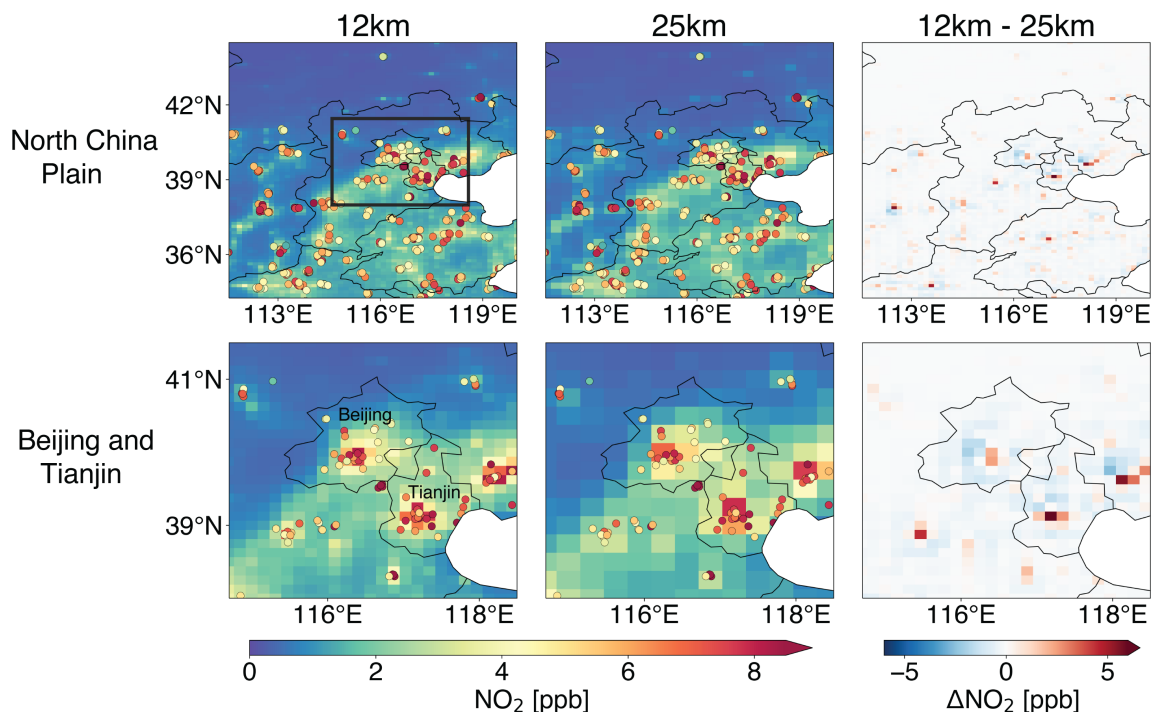 12km 25km 12km - 25km
North China
Plain
42°N
39°N
36°N
113°E 116°E 119°E 113°E 116°E 119°E 113°E 116°E 119°E
Beijing and
Tianjin
41°N
39°N
Beijing
Tianjin
116°E 118°E 116°E 118°E 116°E 118°E
0 2 4 6 8 −5 0 5
NO₂ [ppb] ΔNO₂ [ppb]